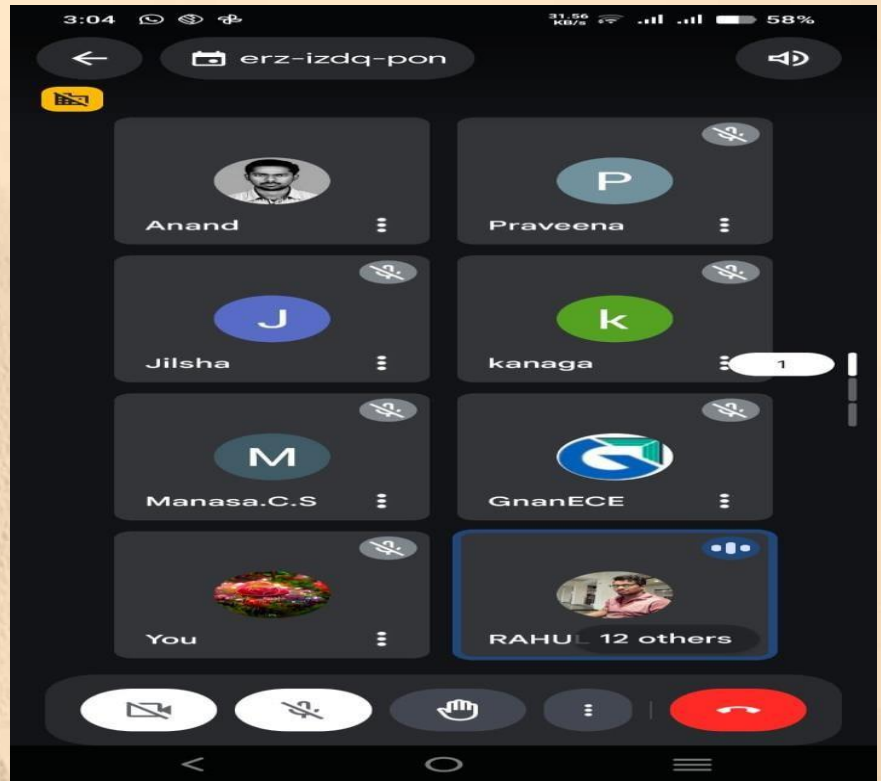 3:04 31.56 KB/s 58%
erz-izdq-pon
Anand
P
Praveena
J
Jilsha
k
kanaga
1
M
Manasa.C.S
GnanECE
You
RAHUL 12 others